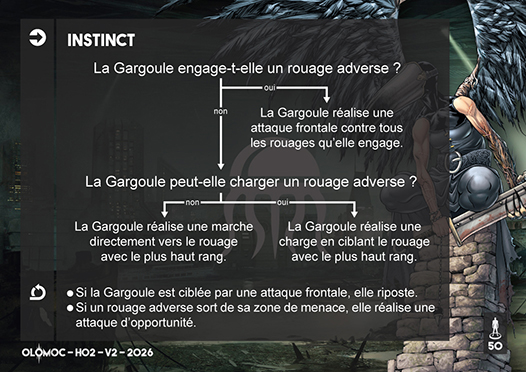 INSTINCT
La Gargoule engage-t-elle un rouage adverse ?
oui
non
La Gargoule réalise une
attaque frontale contre tous
les rouages qu'elle engage.
La Gargoule peut-elle charger un rouage adverse ?
non
oui
La Gargoule réalise une marche
directement vers le rouage
avec le plus haut rang.
La Gargoule réalise une
charge en ciblant le rouage
avec le plus haut rang.
● Si la Gargoule est ciblée par une attaque frontale, elle riposte.
● Si un rouage adverse sort de sa zone de menace, elle réalise une
attaque d'opportunité.
OLOMOC – HO2 – V2 – 2026
50